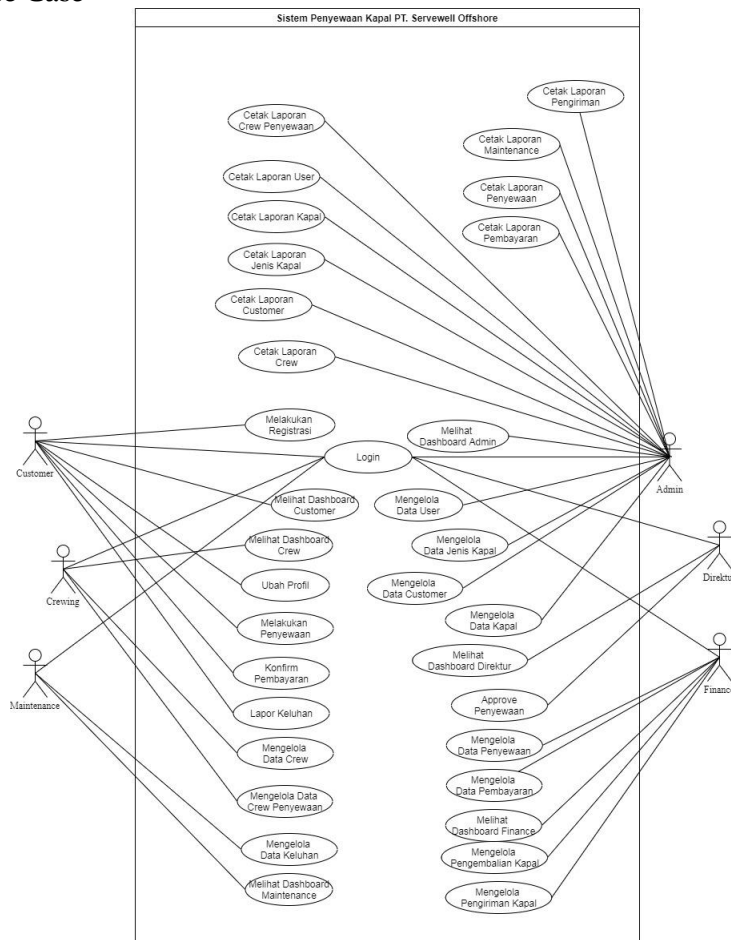 Sistem Penyewaan Kapal PT. Servewell Offshore
Cetak Laporan
Pengiriman
Cetak Laporan
Crew Penyewaan
Cetak Laporan
Maintenance
Cetak Laporan User
Cetak Laporan
Penyewaan
Cetak Laporan Kapal
Cetak Laporan
Pembayaran
Cetak Laporan
Jenis Kapal
Cetak Laporan
Customer
Cetak Laporan
Crew
Melakukan
Registrasi
Melihat
Dashboard Admin
Customer
Login
Admin
Melihat Dashboard
Customer
Mengelola
Data User
Melihat Dashboard
Crew
Mengelola
Data Jenis Kapal
Crewing
Direktur
Ubah Profil
Mengelola
Data Customer
Melakukan
Penyewaan
Mengelola
Data Kapal
Maintenance
Konfirm
Pembayaran
Melihat
Dashboard Direktur
Finance
Lapor Keluhan
Approve
Penyewaan
Mengelola
Data Crew
Mengelola
Data Penyewaan
Mengelola Data
Crew Penyewaan
Mengelola
Data Pembayaran
Mengelola
Data Keluhan
Melihat
Dashboard Finance
Mengelola
Pengembalian Kapal
Melihat Dashboard
Maintenance
Mengelola
Pengiriman Kapal